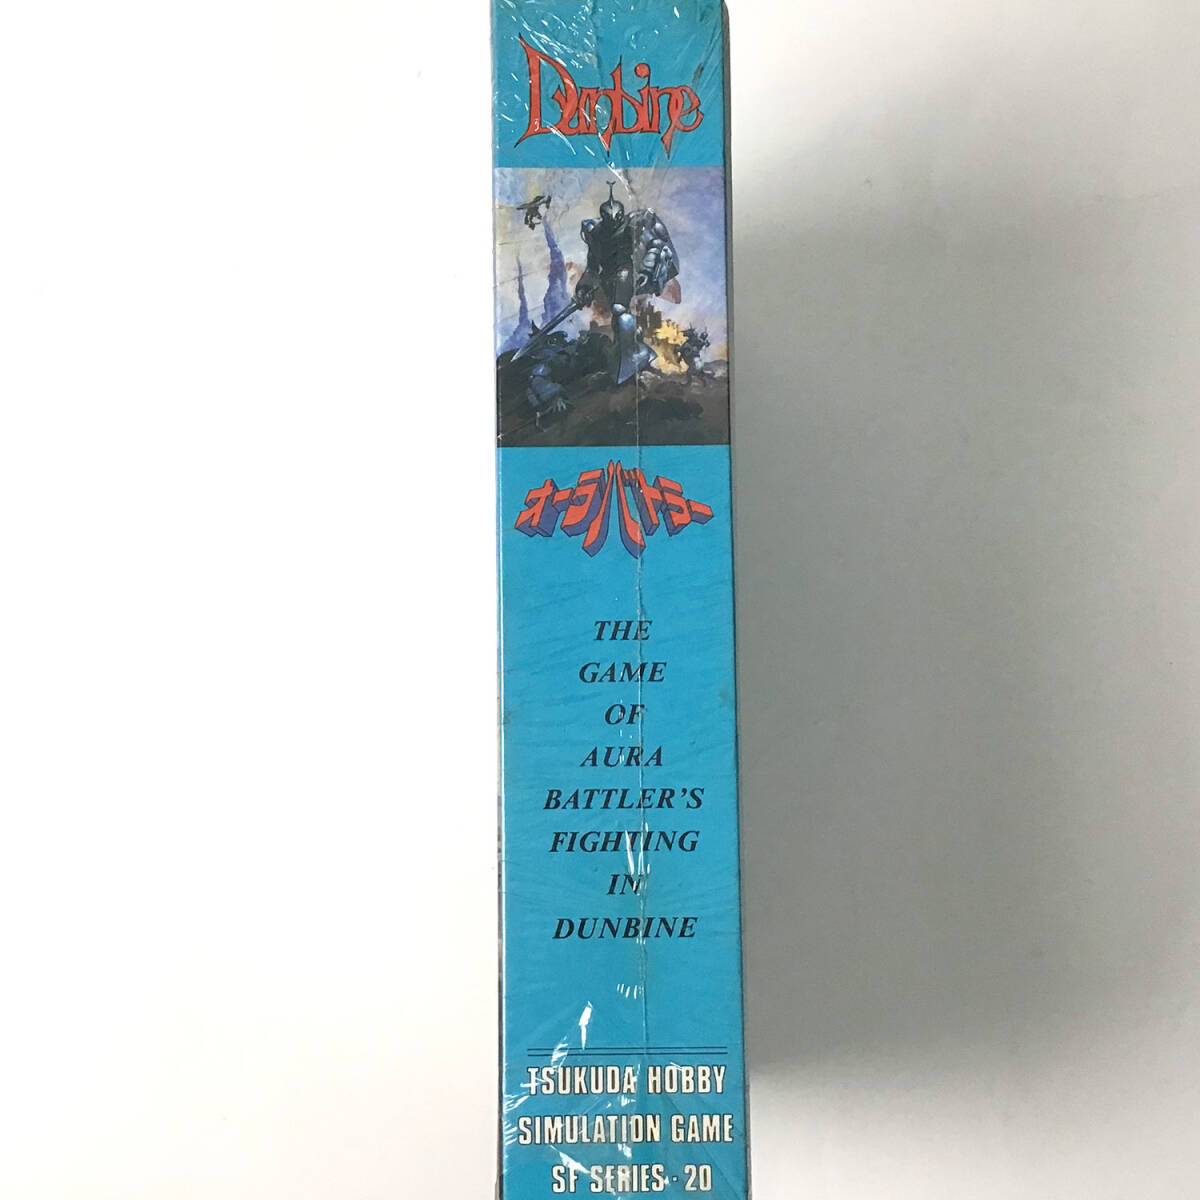 Dunbine
オーラバトラー
THE
GAME
OF
AURA
BATTLER'S
FIGHTING
IN
DUNBINE
TSUKUDA HOBBY
SIMULATION GAME
SF SERIES·20